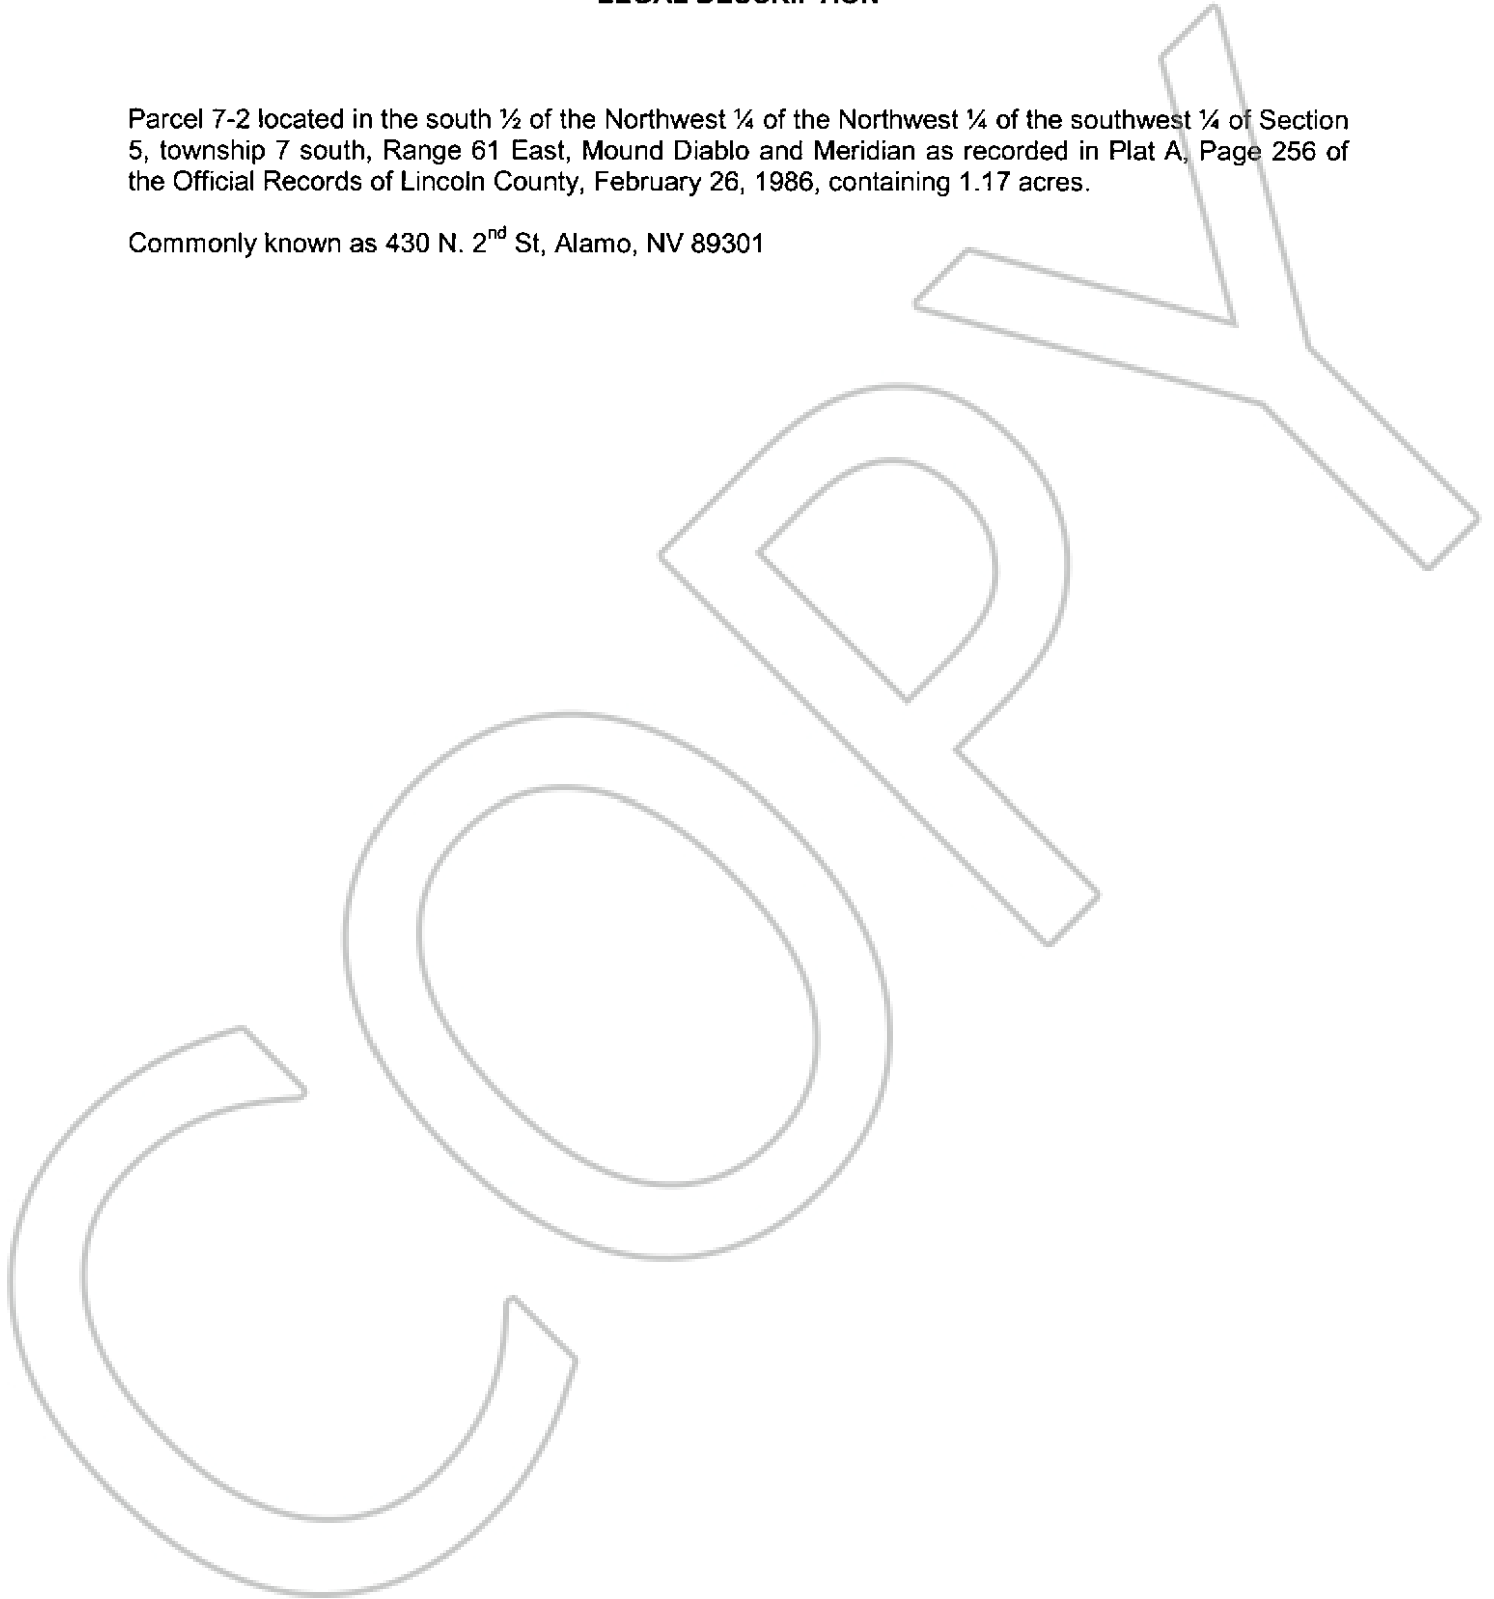 LEGAL DESCRIPTION
Parcel 7-2 located in the south ½ of the Northwest ¼ of the Northwest ¼ of the southwest ¼ of Section
5, township 7 south, Range 61 East, Mound Diablo and Meridian as recorded in Plat A, Page 256 of
the Official Records of Lincoln County, February 26, 1986, containing 1.17 acres.
Commonly known as 430 N. 2nd St, Alamo, NV 89301
COPY